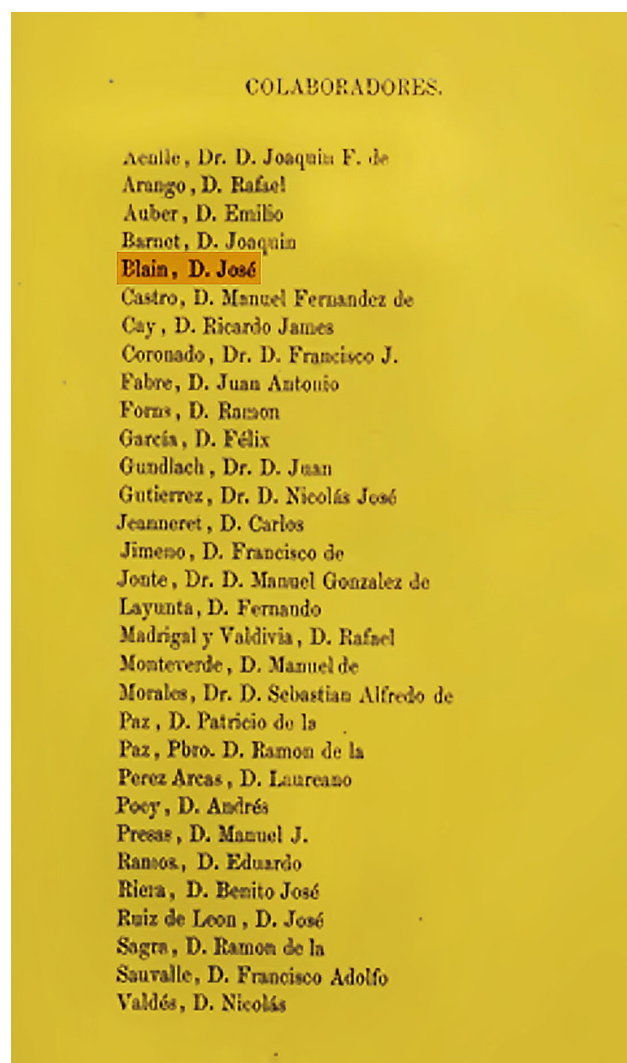 COLABORADORES.
Aenlle, Dr. D. Joaquin F. de
Arango, D. Rafael
Auber, D. Emilio
Barnet, D. Joaquin
Blain, D. José
Castro, D. Manuel Fernandez de
Cay, D. Ricardo James
Coronado, Dr. D. Francisco J.
Fabre, D. Juan Antonio
Forns, D. Ramon
García, D. Félix
Gundlach, Dr. D. Juan
Gutierrez, Dr. D. Nicolás José
Jeanneret, D. Carlos
Jimeno, D. Francisco de
Jonte, Dr. D. Manuel Gonzalez de
Layunta, D. Fernando
Madrigal y Valdivia, D. Rafael
Monteverde, D. Manuel de
Morales, Dr. D. Sebastian Alfredo de
Paz, D. Patricio de la
Paz, Pbro. D. Ramon de la
Perez Arcas, D. Laureano
Poey, D. Andrés
Presas, D. Manuel J.
Ramos., D. Eduardo
Riera, D. Benito José
Ruiz de Leon, D. José
Sagra, D. Ramon de la
Sauvalle, D. Francisco Adolfo
Valdés, D. Nicolás